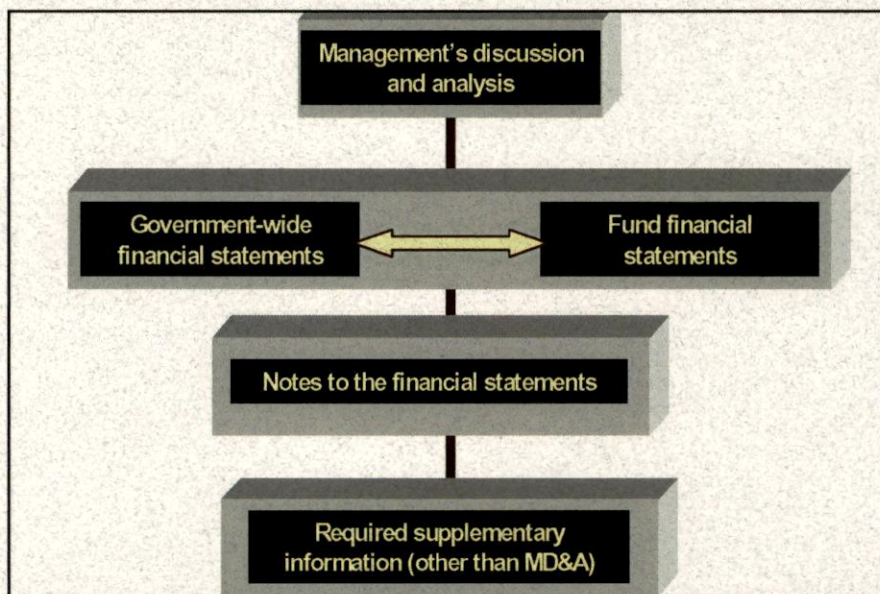 Management's discussion
and analysis
Government-wide
financial statements
Fund financial
statements
Notes to the financial statements
Required supplementary
information (other than MD&A)